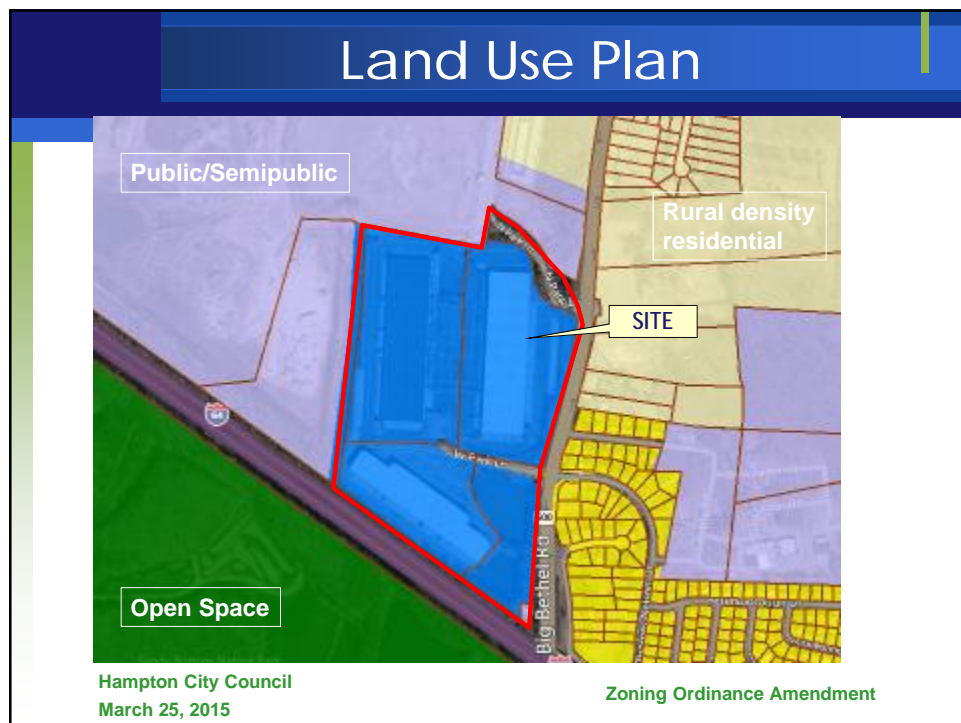 Land Use Plan
Public/Semipublic
Rural density
residential
SITE
64
Big Bethel Rd
Open Space
Hampton City Council
March 25, 2015
Zoning Ordinance Amendment